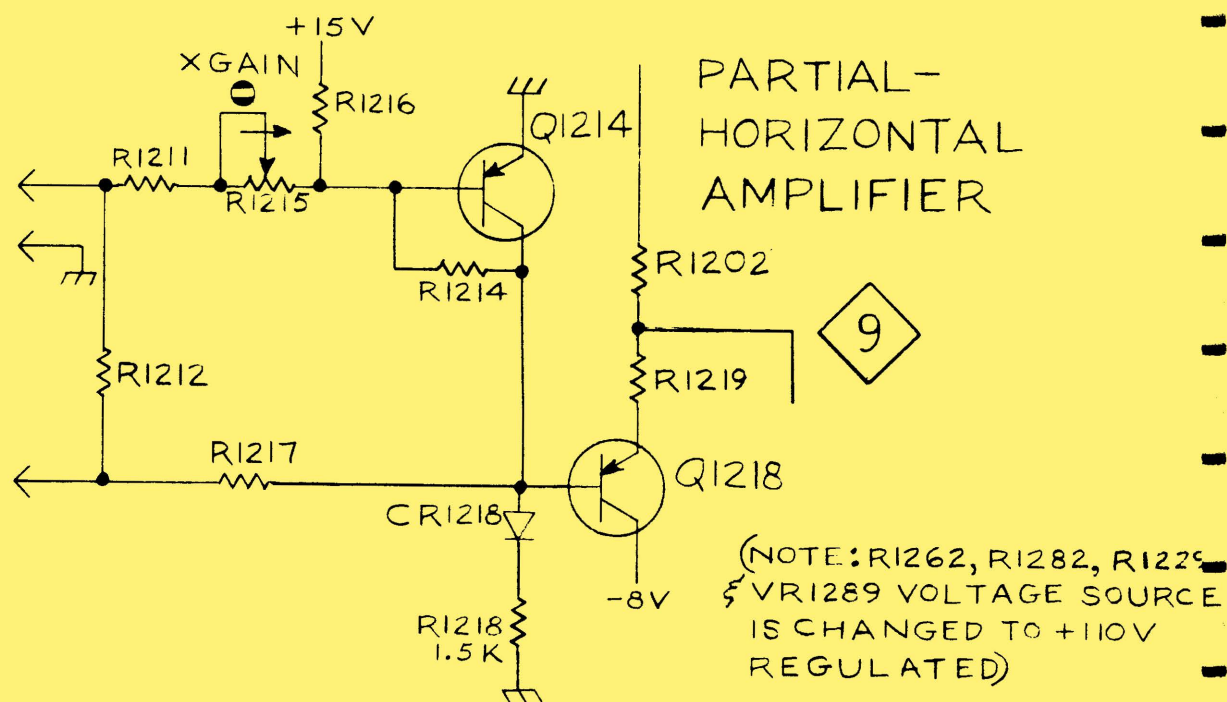 +15V
XGAIN
R1216
R1211
R1215
Q1214
R1214
PARTIAL-
HORIZONTAL
AMPLIFIER
R1202
9
R1212
R1219
R1217
Q1218
CR1218
-8V
R1218
1.5K
(NOTE: R1262, R1282,
& VR1289 VOLTAGE SOURCE
IS CHANGED TO +110V
REGULATED)